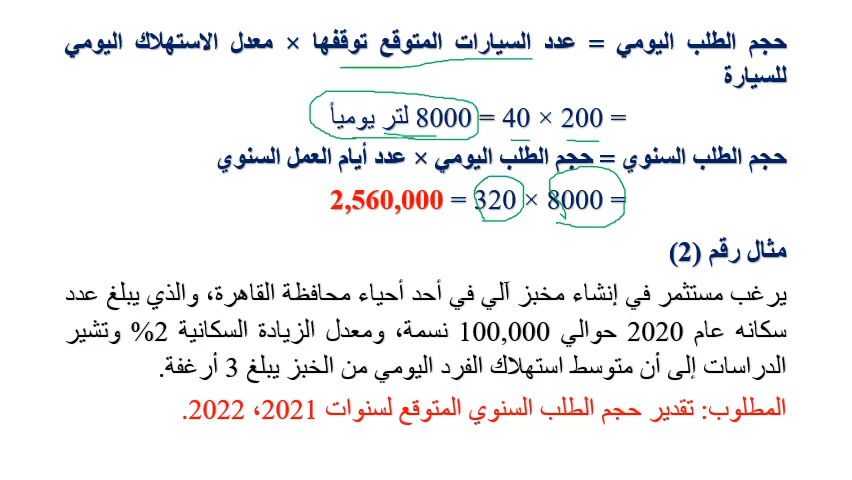 حجم الطلب اليومي = عدد السيارات المتوقع توقفها × معدل الاستهلاك اليومي
للسيارة
= 200 × 40 = 8000 لتر يومياً
حجم الطلب السنوي = حجم الطلب اليومي × عدد أيام العمل السنوي
= 8000 × 320 = 2,560,000
مثال رقم (2)
يرغب مستثمر في إنشاء مخبز آلي في أحد أحياء محافظة القاهرة، والذي يبلغ عدد
سكانه عام 2020 حوالي 100,000 نسمة، ومعدل الزيادة السكانية 2% وتشير
الدراسات إلى أن متوسط استهلاك الفرد اليومي من الخبز يبلغ 3 أرغفة.
المطلوب: تقدير حجم الطلب السنوي المتوقع لسنوات 2021، 2022.